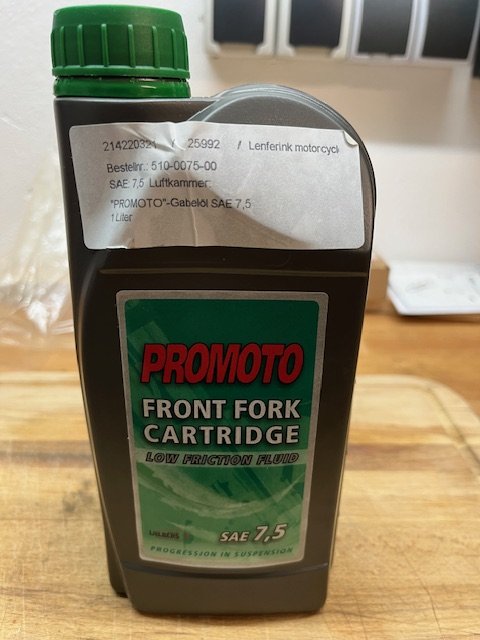 214220321 / 25992 / Lenferink motorcycl
Bestellnr.: 510-0075-00
SAE 7,5 Luftkammer:
"PROMOTO"-Gabelöl SAE 7,5
1 Liter
PROMOTO
FRONT FORK
CARTRIDGE
LOW FRICTION FLUID
WILBERS
SAE 7,5
PROGRESSION IN SUSPENSION